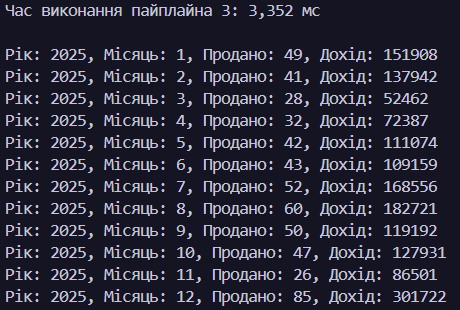 Час виконання пайплайна 3: 3,352 мс
Рік: 2025, Місяць: 1, Продано: 49, Дохід: 151908
Рік: 2025, Місяць: 2, Продано: 41, Дохід: 137942
Рік: 2025, Місяць: 3, Продано: 28, Дохід: 52462
Рік: 2025, Місяць: 4, Продано: 32, Дохід: 72387
Рік: 2025, Місяць: 5, Продано: 42, Дохід: 111074
Рік: 2025, Місяць: 6, Продано: 43, Дохід: 109159
Рік: 2025, Місяць: 7, Продано: 52, Дохід: 168556
Рік: 2025, Місяць: 8, Продано: 60, Дохід: 182721
Рік: 2025, Місяць: 9, Продано: 50, Дохід: 119192
Рік: 2025, Місяць: 10, Продано: 47, Дохід: 127931
Рік: 2025, Місяць: 11, Продано: 26, Дохід: 86501
Рік: 2025, Місяць: 12, Продано: 85, Дохід: 301722